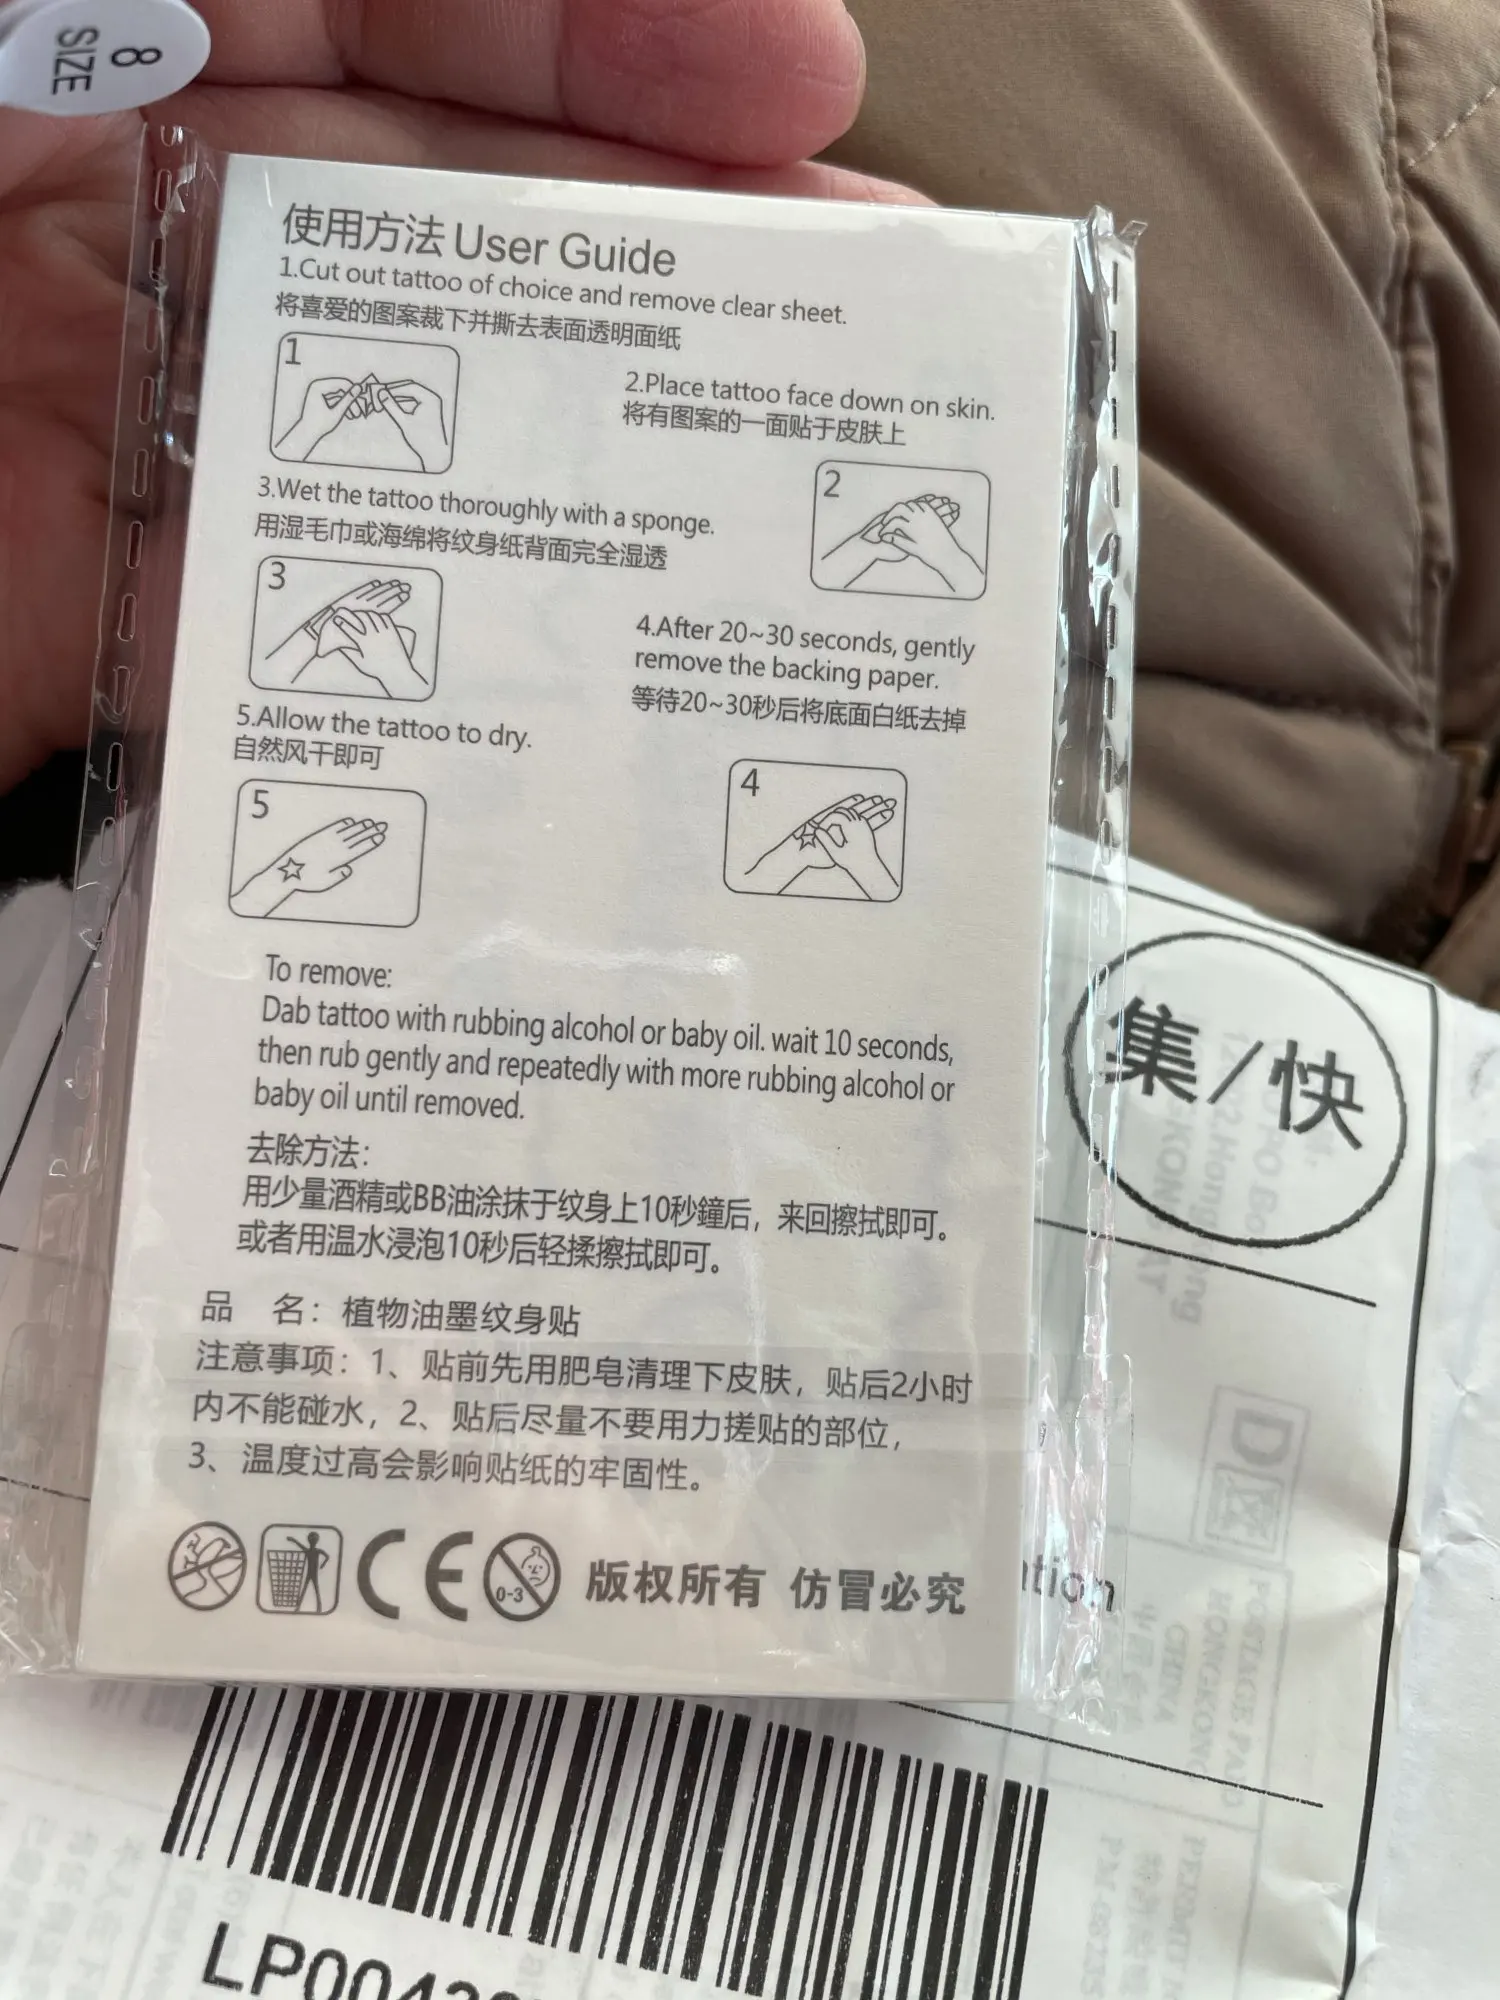 8
SIZE
使用方法 User Guide
1.Cut out tattoo of choice and remove clear sheet.
将喜爱的图案裁下并撕去表面透明面纸
1
2.Place tattoo face down on skin.
将有图案的一面贴于皮肤上
2
3.Wet the tattoo thoroughly with a sponge.
用湿毛巾或海绵将纹身纸背面完全湿透
3
4.After 20~30 seconds, gently
remove the backing paper.
等待20~30秒后将底面白纸去掉
4
5.Allow the tattoo to dry.
自然风干即可
5
To remove:
Dab tattoo with rubbing alcohol or baby oil. wait 10 seconds,
then rub gently and repeatedly with more rubbing alcohol or
baby oil until removed.
去除方法：
用少量酒精或BB油涂抹于纹身上10秒鐘后，来回擦拭即可。
或者用温水浸泡10秒后轻揉擦拭即可。
品 名：植物油墨纹身贴
注意事项：1、贴前先用肥皂清理下皮肤，贴后2小时
内不能碰水，2、贴后尽量不要用力搓贴的部位，
3、温度过高会影响贴纸的牢固性。
CE
0-3
版权所有 仿冒必究
集/快
POSTAGE PAID
HONGKONG
CHINA
LP0043